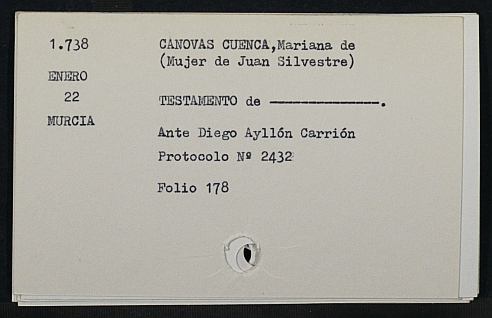 1.738
ENERO
22
MURCIA
CANOVAS CUENCA,Mariana de
(Mujer de Juan Silvestre)
TESTAMENTO de ---------------.
Ante Diego Ayllón Carrión
Protocolo Nº 2432
Folio 178